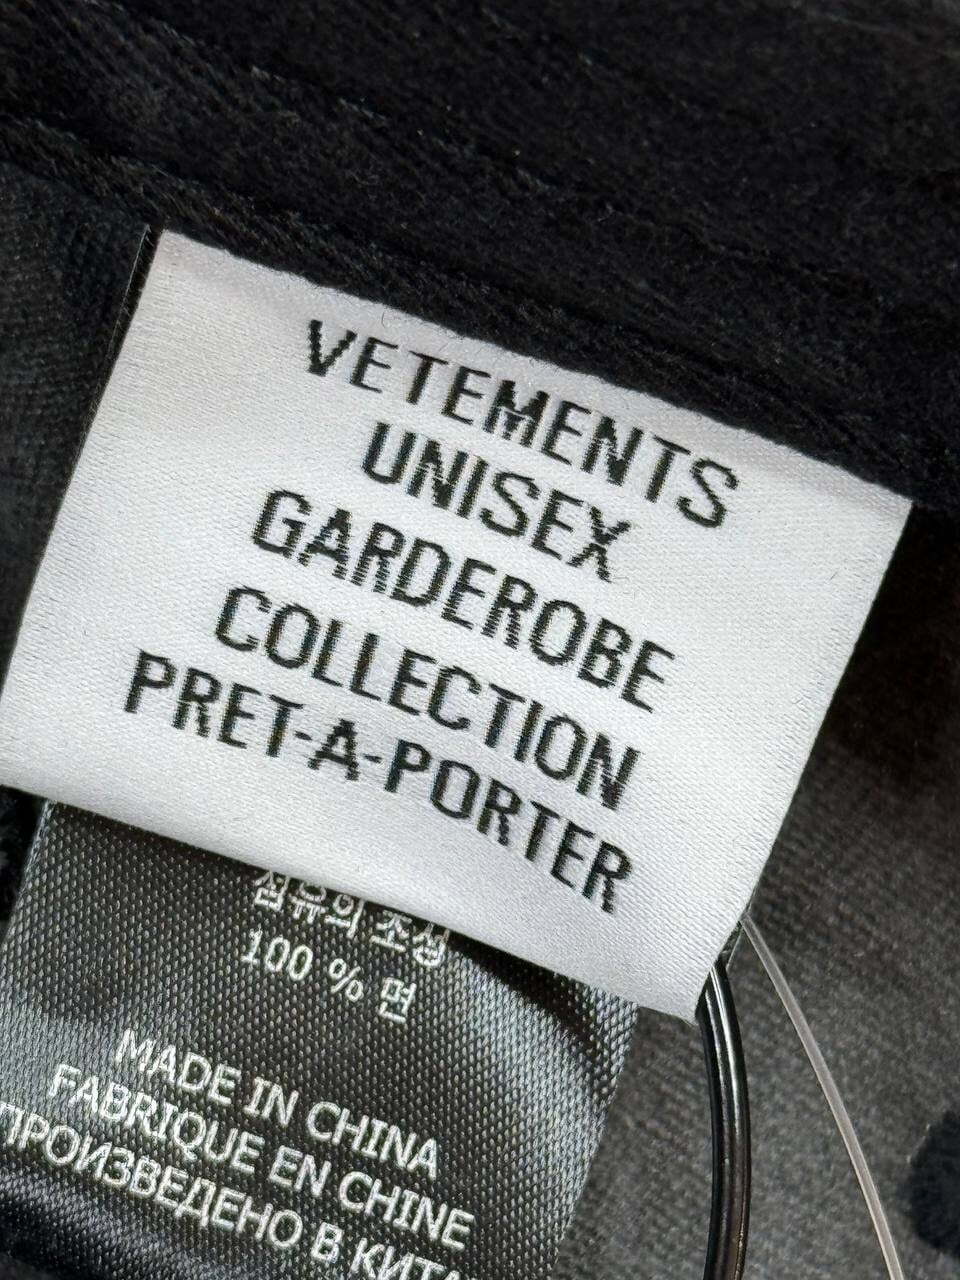 VETEMENTS
UNISEX
GARDEROBE
COLLECTION
PRET-A-PORTER
섬유의 조성
100 % 면
MADE IN CHINA
FABRIQUE EN CHINE
ПРОИЗВЕДЕНО В